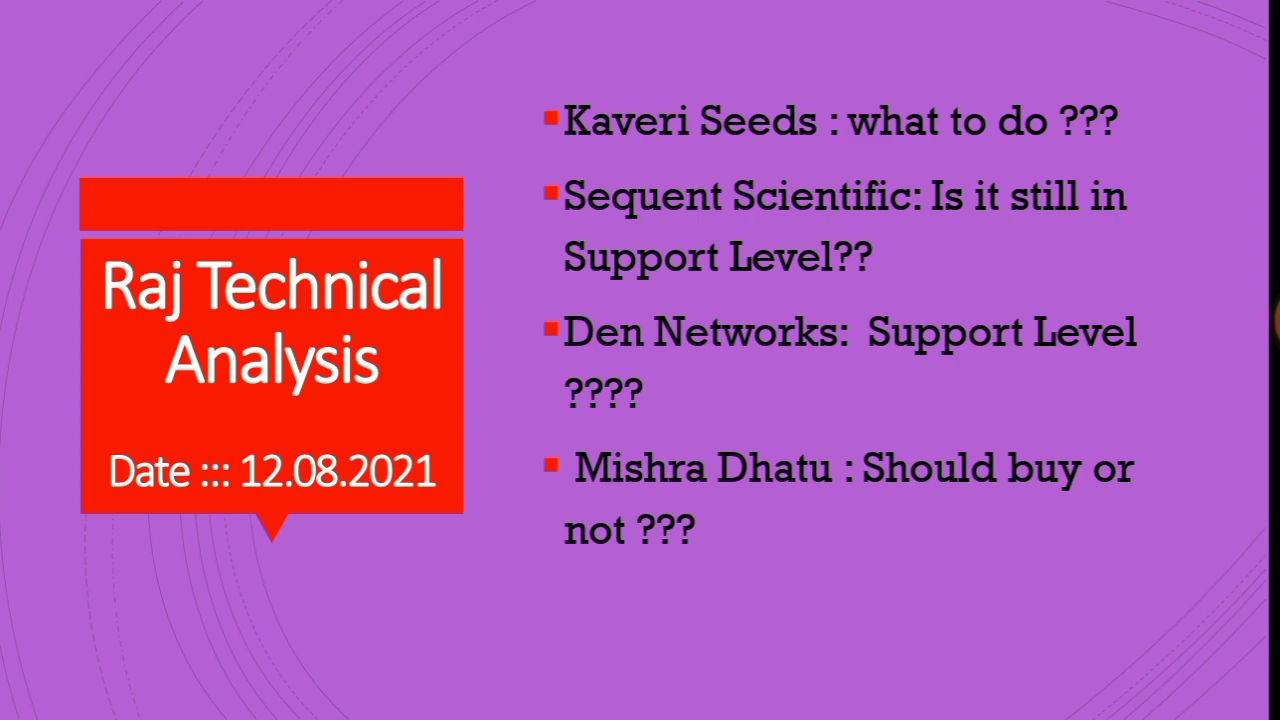 Raj Technical
Analysis
Date ::: 12.08.2021
Kaveri Seeds : what to do ???
Sequent Scientific: Is it still in
Support Level??
Den Networks: Support Level
????
Mishra Dhatu : Should buy or
not ???